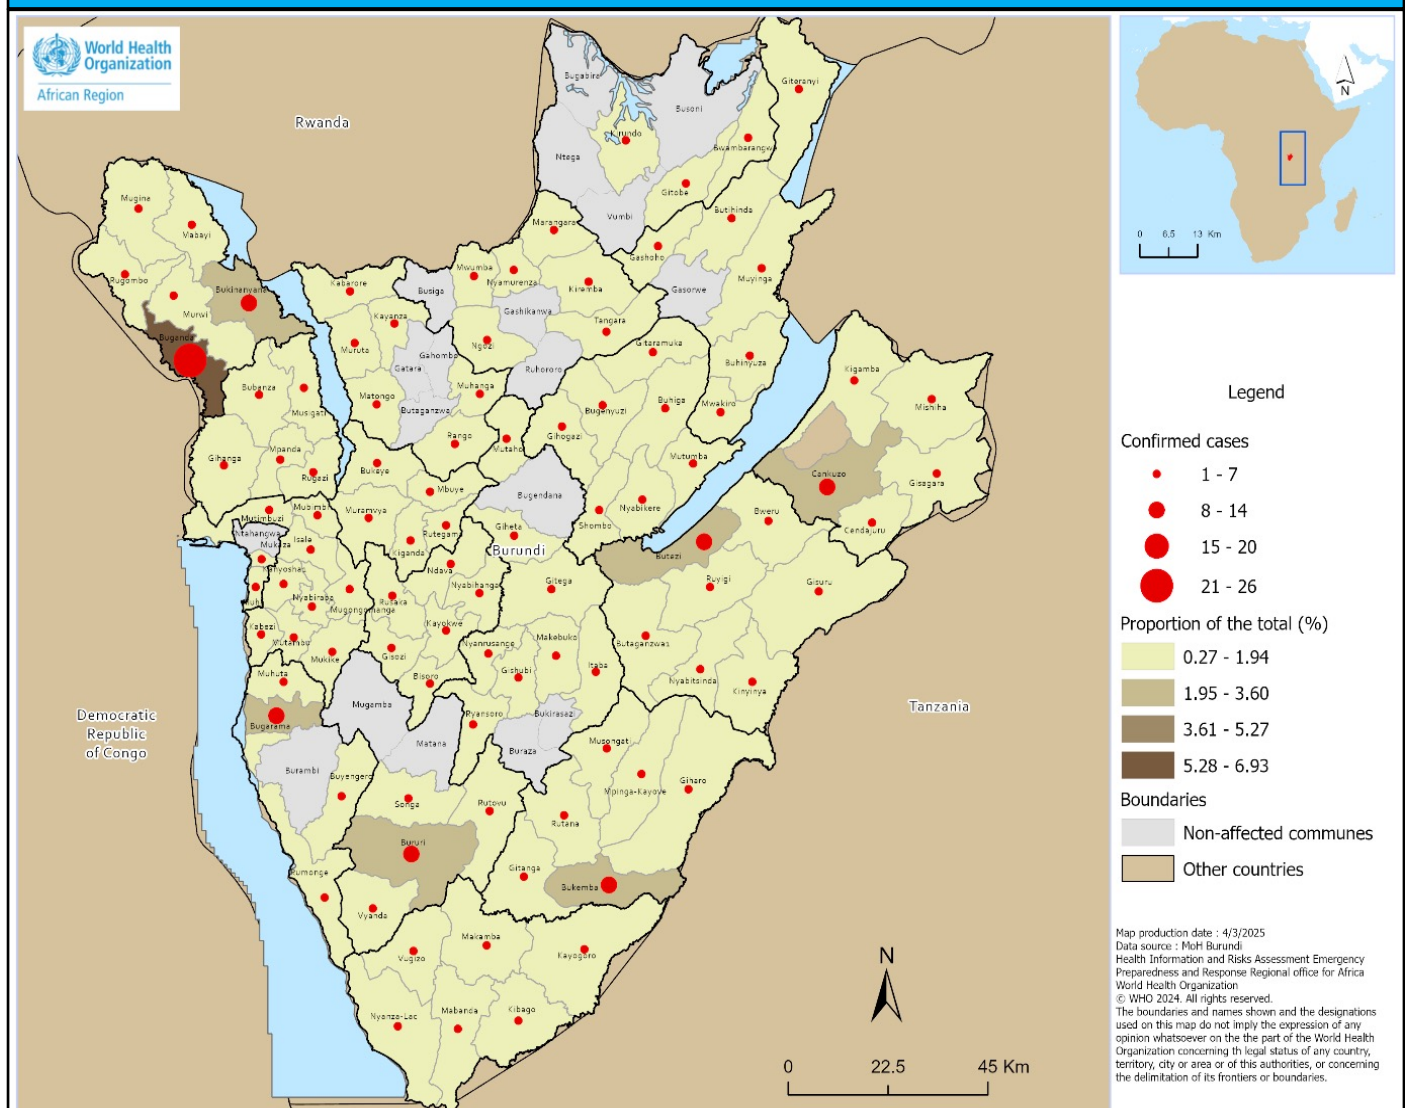 World Health
Organization
African Region
Rwanda
Bugabira
Giteranyi
Busoni
Kirundo
Bwambarangwe
Ntega
Gitobe
Vumbi
Butihinda
Mugina
Mabayi
Marangara
Gashoho
Muyinga
Rugombo
Bukinanyana
Kabarore
Busiga
Mwumba
Nyamurenza
Kiremba
Gasorwe
Murwi
Kayanza
Gashikanwa
Tangara
Buganda
Muruta
Gahombo
Gatara
Ngozi
Ruhororo
Gitaramuka
Buhinyuza
Kigamba
Bubanza
Musigati
Matongo
Butaganzwa
Muhanga
Bugenyuzi
Buhiga
Mwakiro
Mishiha
Gihanga
Mpanda
Rugazi
Bukeye
Rango
Mutaho
Gihogazi
Mutumba
Cankuzo
Gisagara
Mbuye
Bugendana
Nyabikere
Shombo
Mutimbuzi
Mubimbi
Muramvya
Rutegama
Giheta
Bweru
Cendajuru
Ntahangwa
Mukaza
Isale
Kiganda
Burundi
Butezi
Kanyosha
Ndava
Nyabihanga
Gitega
Ruyigi
Gisuru
Muha
Nyabiraba
Mugongomanga
Rusaka
Kabezi
Mutambu
Mukike
Gisozi
Kayokwe
Nyanrusange
Makebuko
Butaganzwa
Muhuta
Bisoro
Gishubi
Itaba
Nyabitsinda
Kinyinya
Bugarama
Mugamba
Ryansoro
Bukirasazi
Democratic
Republic
of Congo
Tanzania
Matana
Buraza
Musongati
Burambi
Buyengero
Mpinga-Kayove
Giharo
Songa
Rutovu
Rutana
Bururi
Rumonge
Gitanga
Bukemba
Vyanda
Makamba
Vugizo
Kayogoro
Nyanza-Lac
Mabanda
Kibago
N
0 22.5 45 Km
N
0 6.5 13 Km
Legend
Confirmed cases
1 - 7
8 - 14
15 - 20
21 - 26
Proportion of the total (%)
0.27 - 1.94
1.95 - 3.60
3.61 - 5.27
5.28 - 6.93
Boundaries
Non-affected communes
Other countries
Map production date : 4/3/2025
Data source : MoH Burundi
Health Information and Risks Assessment Emergency
Preparedness and Response Regional office for Africa
World Health Organization
© WHO 2024. All rights reserved.
The boundaries and names shown and the designations
used on this map do not imply the expression of any
opinion whatsoever on the the part of the World Health
Organization concerning th legal status of any country,
territory, city or area or of this authorities, or concerning
the delimitation of its frontiers or boundaries.